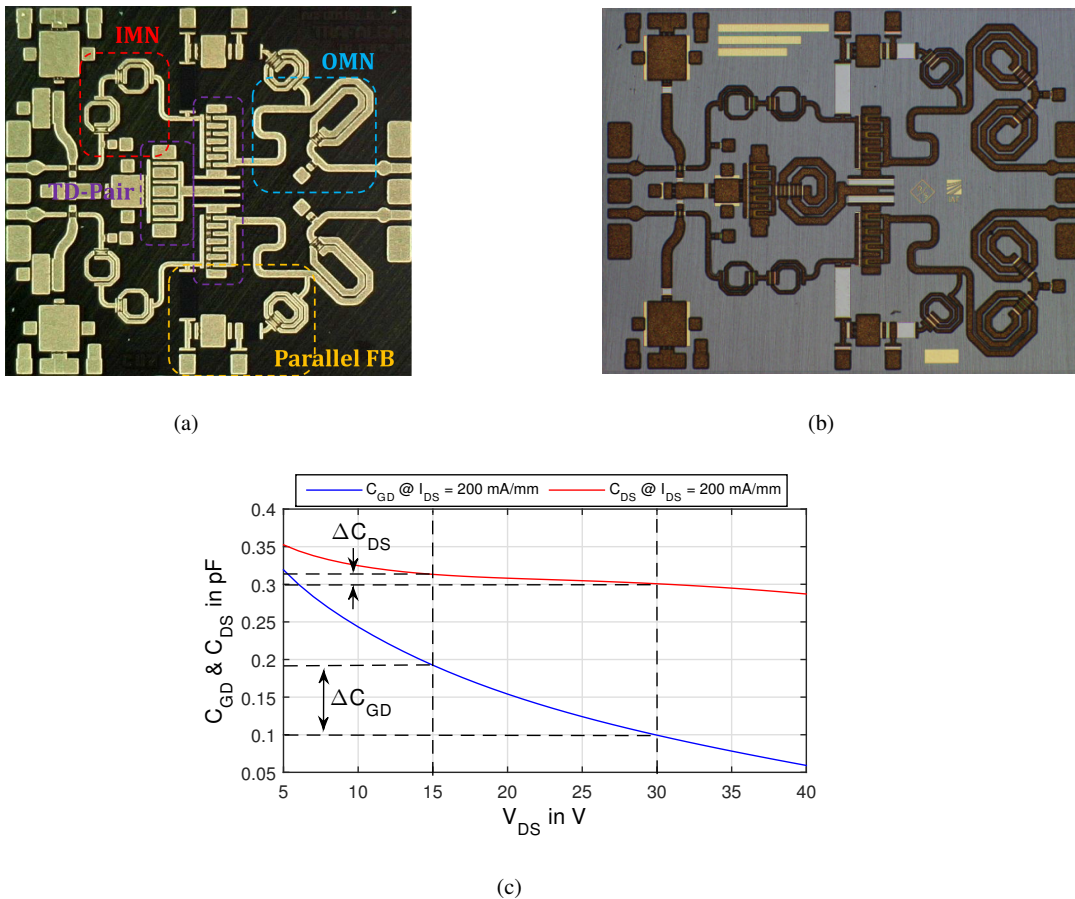 IMN
OMN
TD-Pair
Parallel FB
(a)
(b)
C_GD @ I_DS = 200 mA/mm
C_DS @ I_DS = 200 mA/mm
0.4
0.35
0.3
0.25
0.2
0.15
0.1
0.05
ΔC_DS
ΔC_GD
C_GD & C_DS in pF
5
10
15
20
25
30
35
40
V_DS in V
(c)